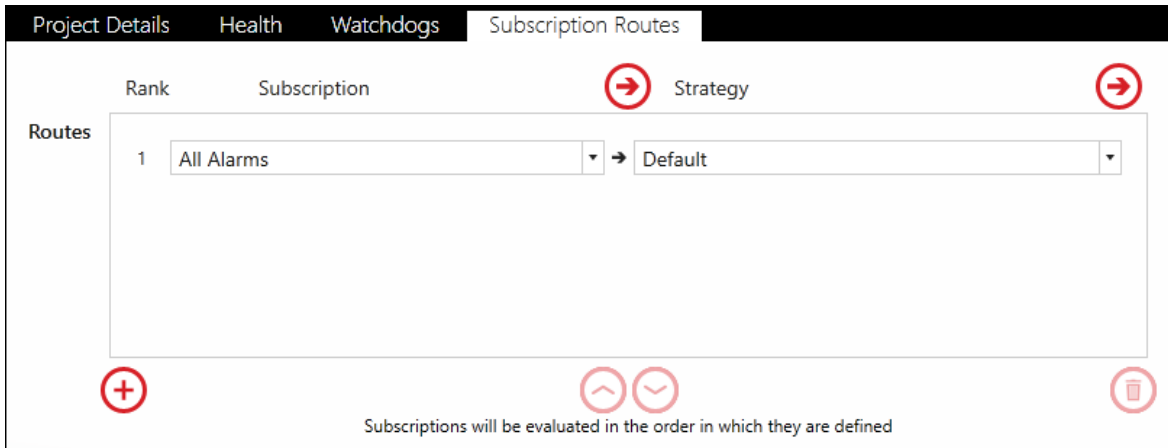 Project Details Health Watchdogs Subscription Routes
Rank Subscription Strategy
Routes
1 All Alarms Default
Subscriptions will be evaluated in the order in which they are defined